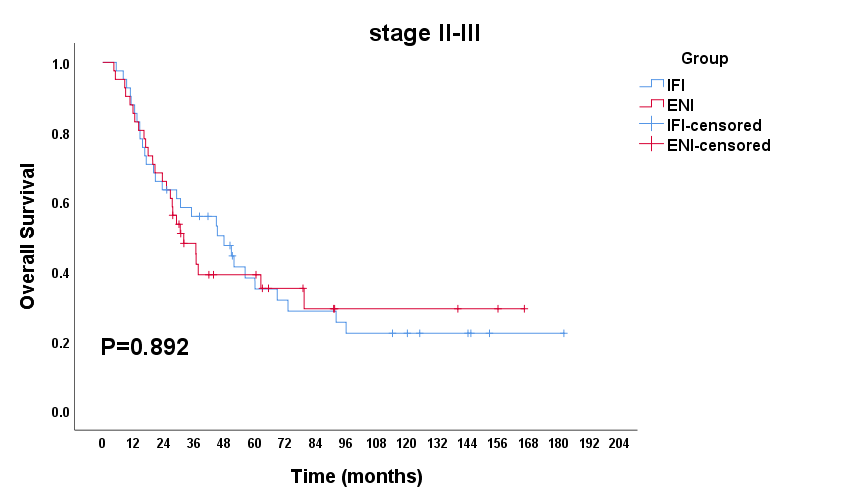 stage II-III
Group
IFI
ENI
IFI-censored
ENI-censored
Overall Survival
1.0
0.8
0.6
0.4
0.2
0.0
P=0.892
0 12 24 36 48 60 72 84 96 108 120 132 144 156 168 180 192 204
Time (months)